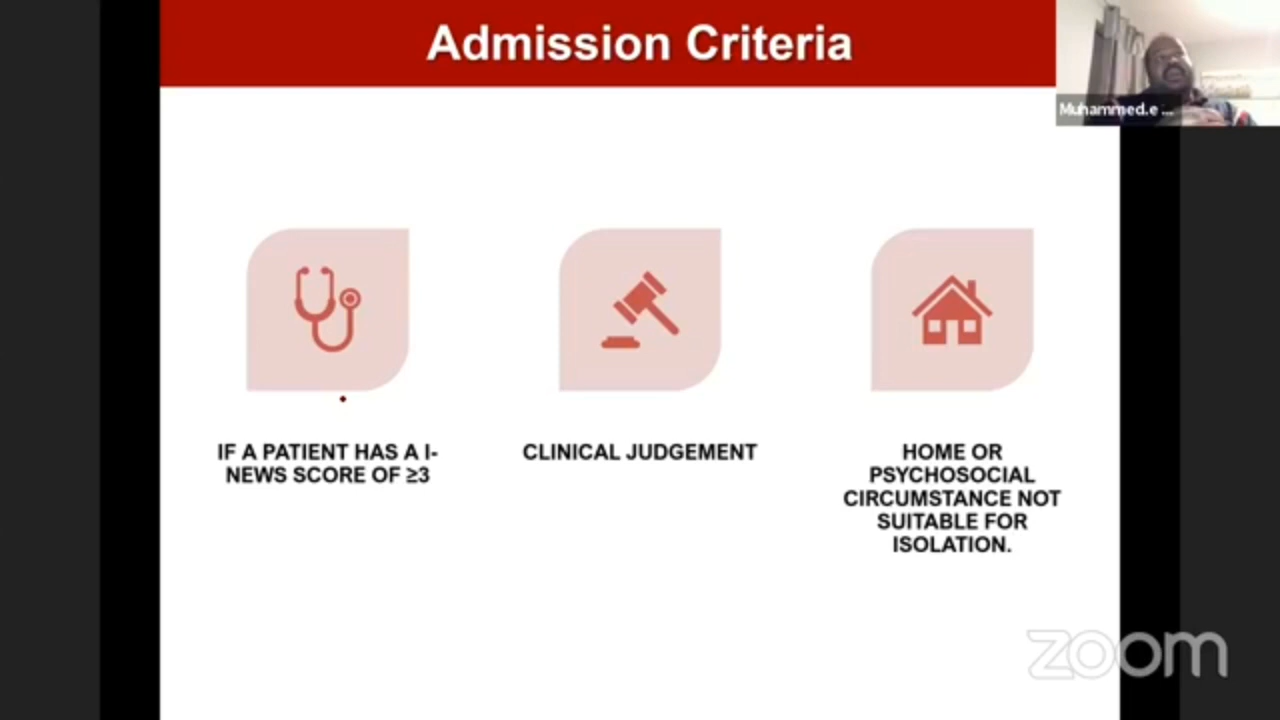 Admission Criteria
Muhammed.e ...
IF A PATIENT HAS A I-
NEWS SCORE OF ≥3
CLINICAL JUDGEMENT
HOME OR
PSYCHOSOCIAL
CIRCUMSTANCE NOT
SUITABLE FOR
ISOLATION.
zoom